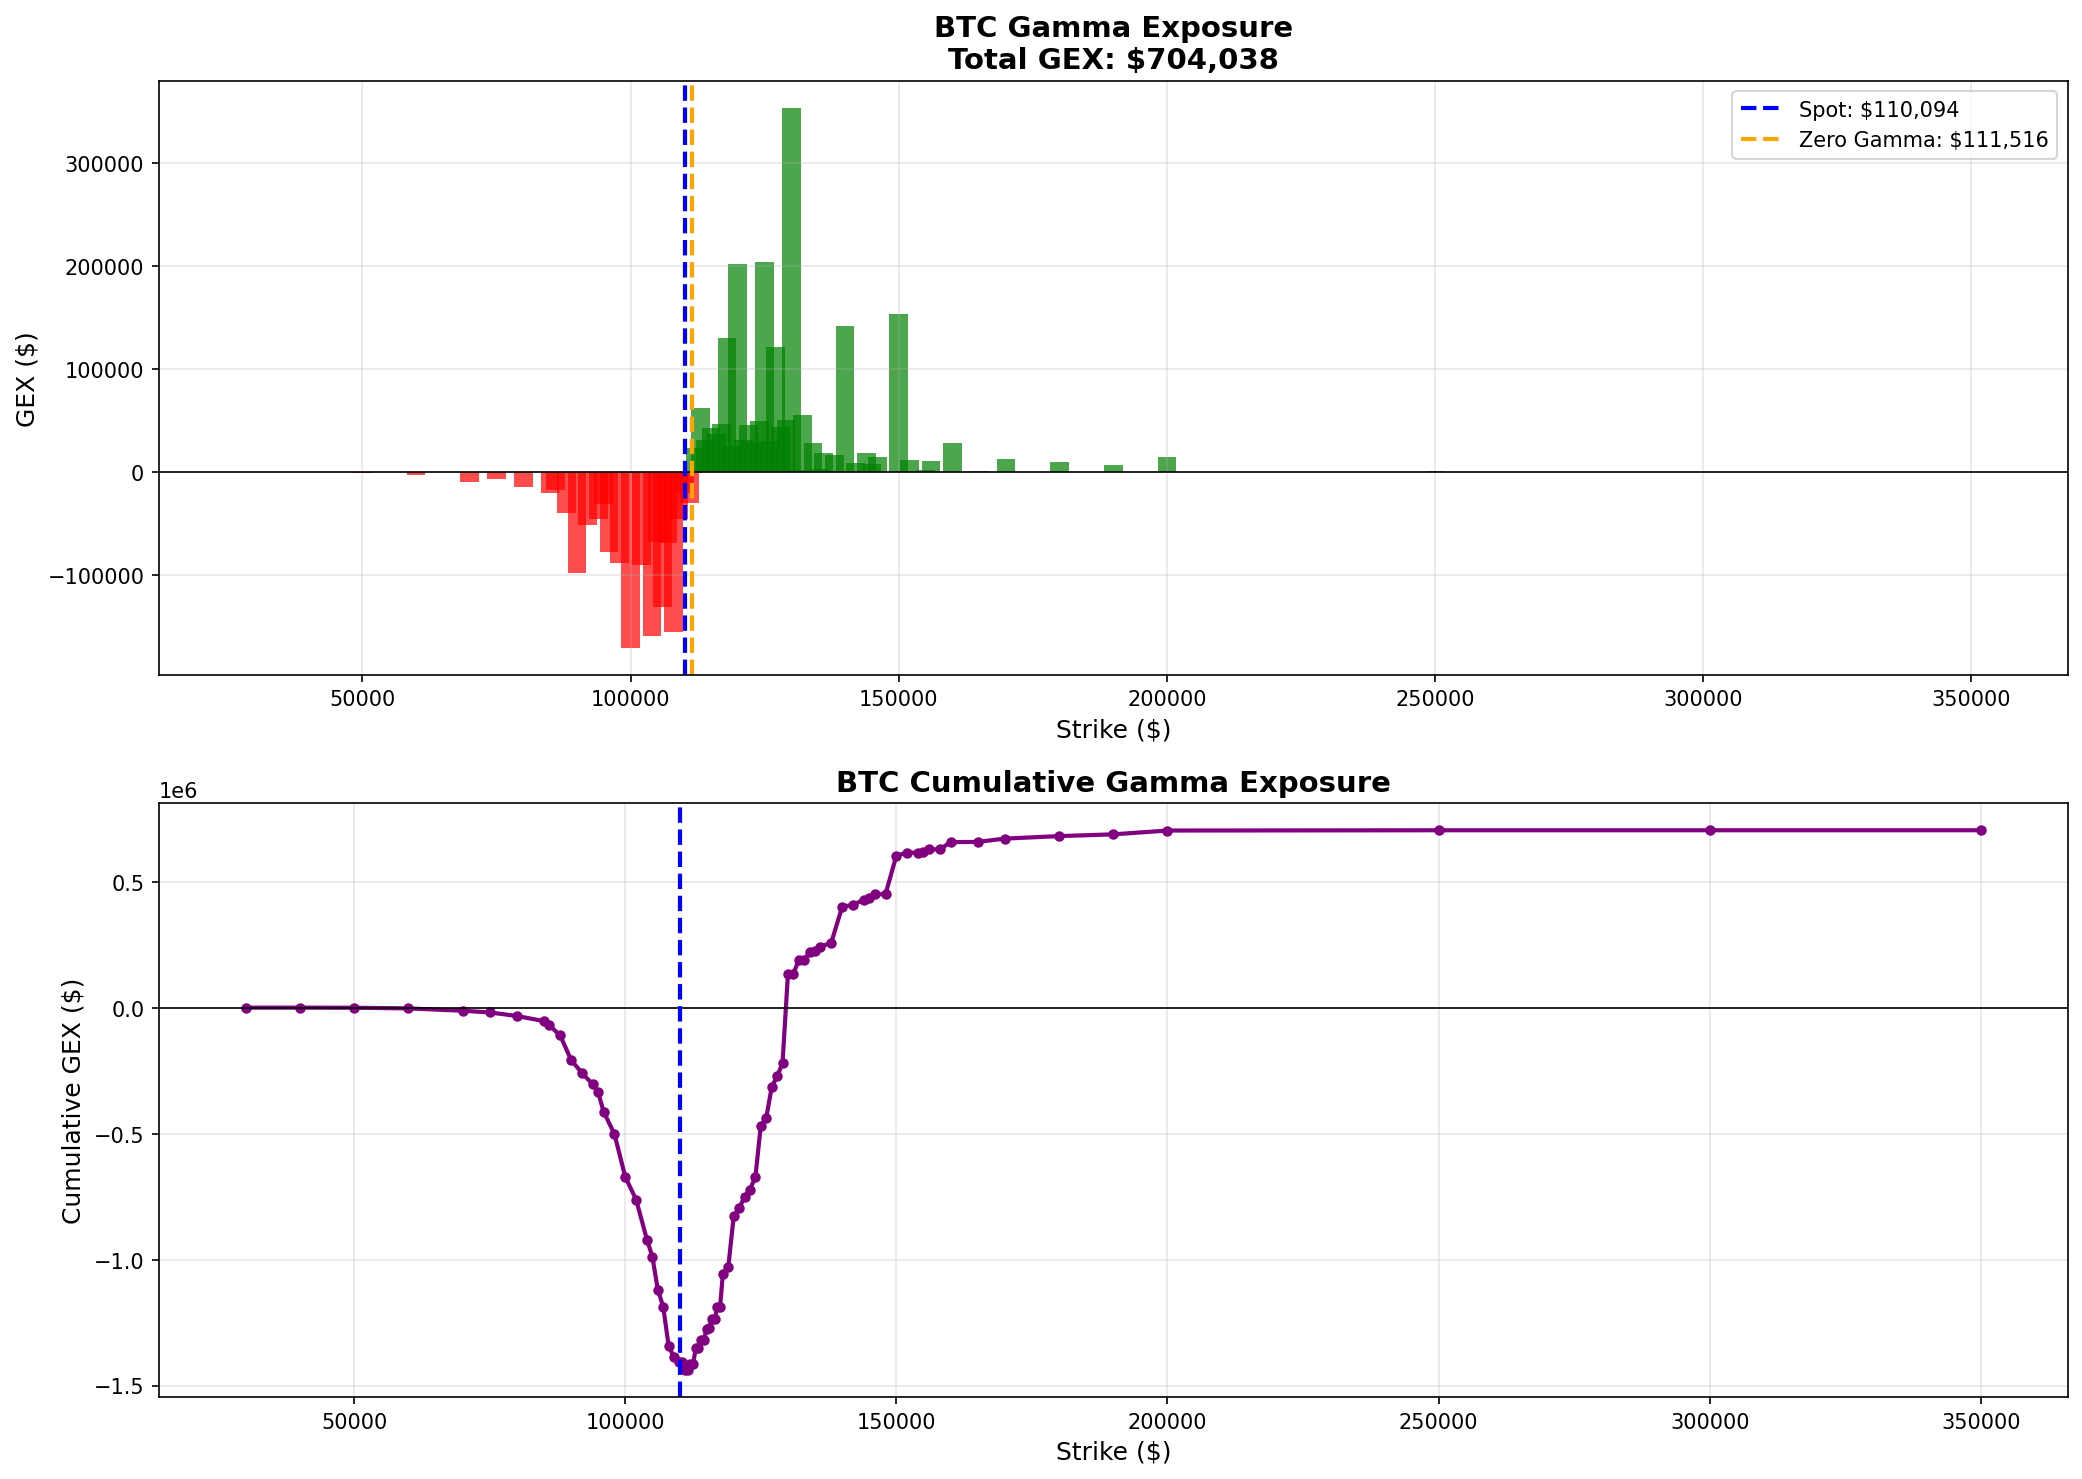 BTC Gamma Exposure
Total GEX: $704,038
Spot: $110,094
Zero Gamma: $111,516
GEX ($)
300000
200000
100000
0
−100000
50000 100000 150000 200000 250000 300000 350000
Strike ($)
BTC Cumulative Gamma Exposure
1e6
Cumulative GEX ($)
0.5
0.0
−0.5
−1.0
−1.5
50000 100000 150000 200000 250000 300000 350000
Strike ($)